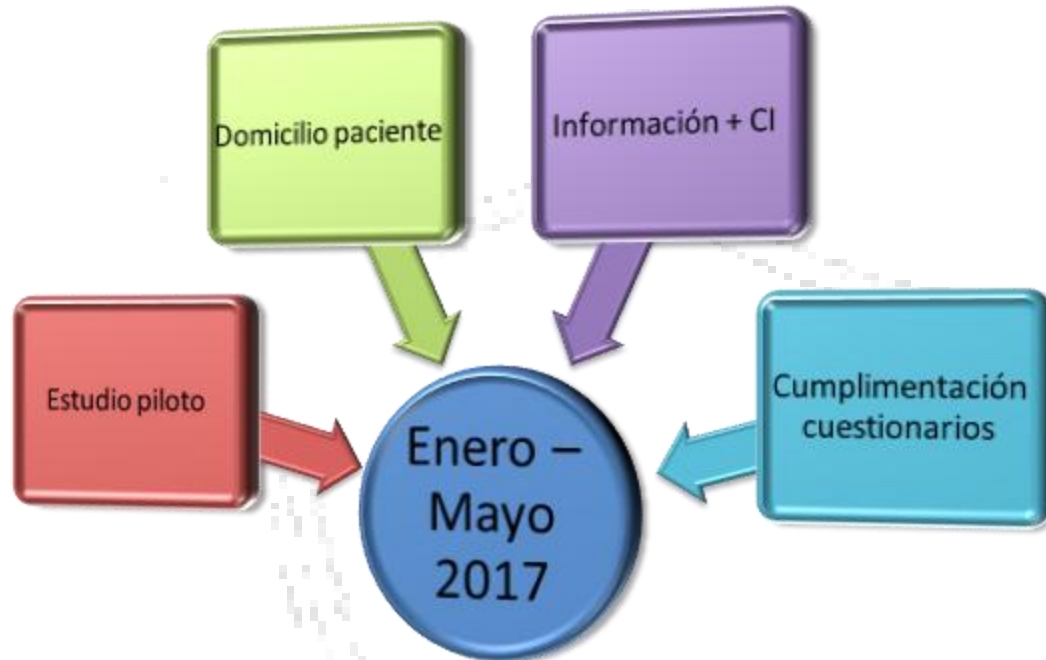 Domicilio paciente
Información + CI
Estudio piloto
Cumplimentación
cuestionarios
Enero –
Mayo
2017